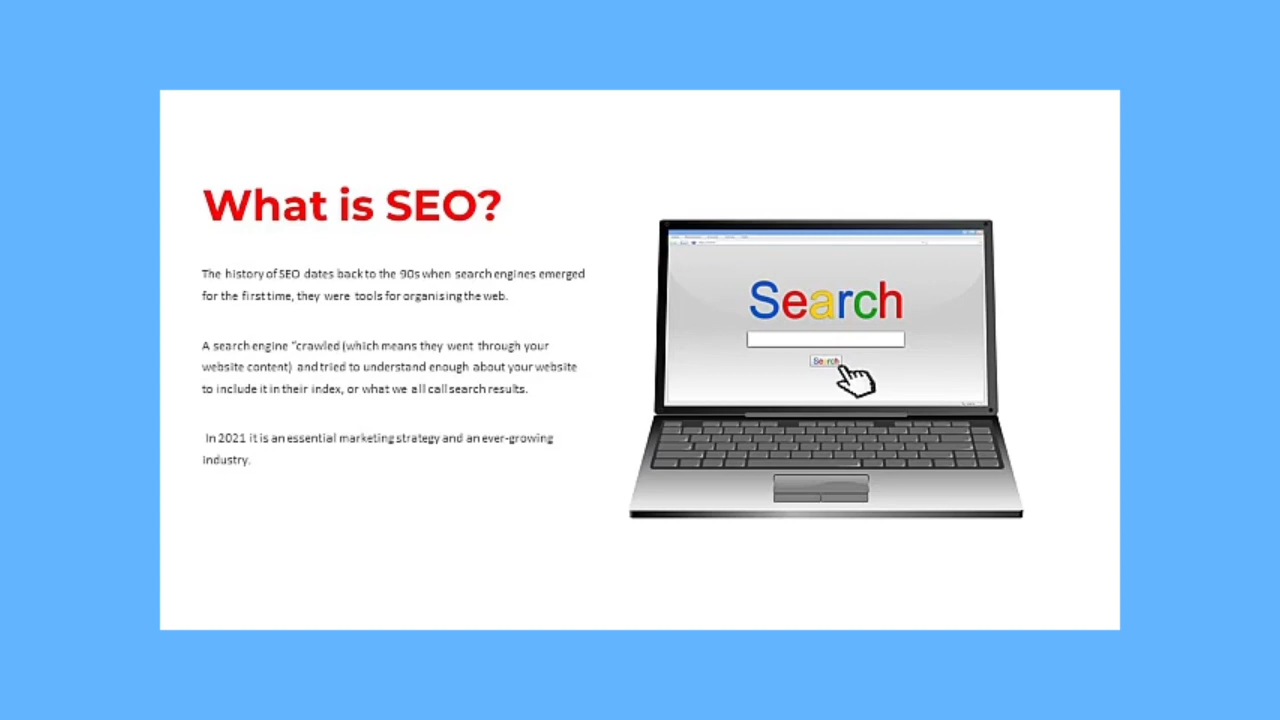 What is SEO?
The history of SEO dates back to the 90s when search engines emerged
for the first time, they were tools for organising the web.
A search engine "crawled (which means they went through your
website content) and tried to understand enough about your website
to include it in their index, or what we all call search results.
In 2021 it is an essential marketing strategy and an ever-growing
industry.
Search
Search